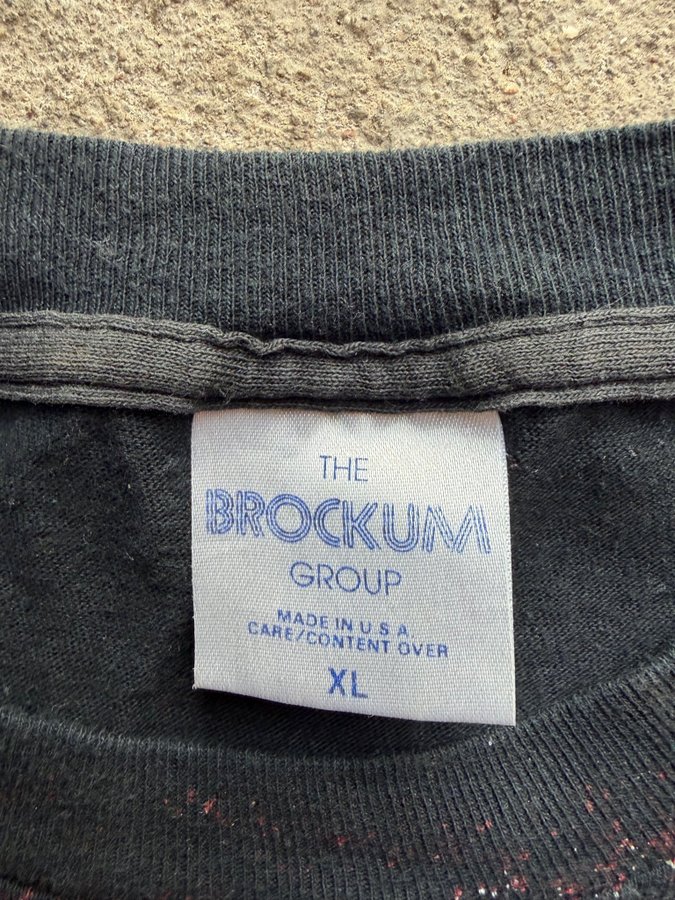 THE
BROCKUM
GROUP
MADE IN U S A.
CARE/CONTENT OVER
XL